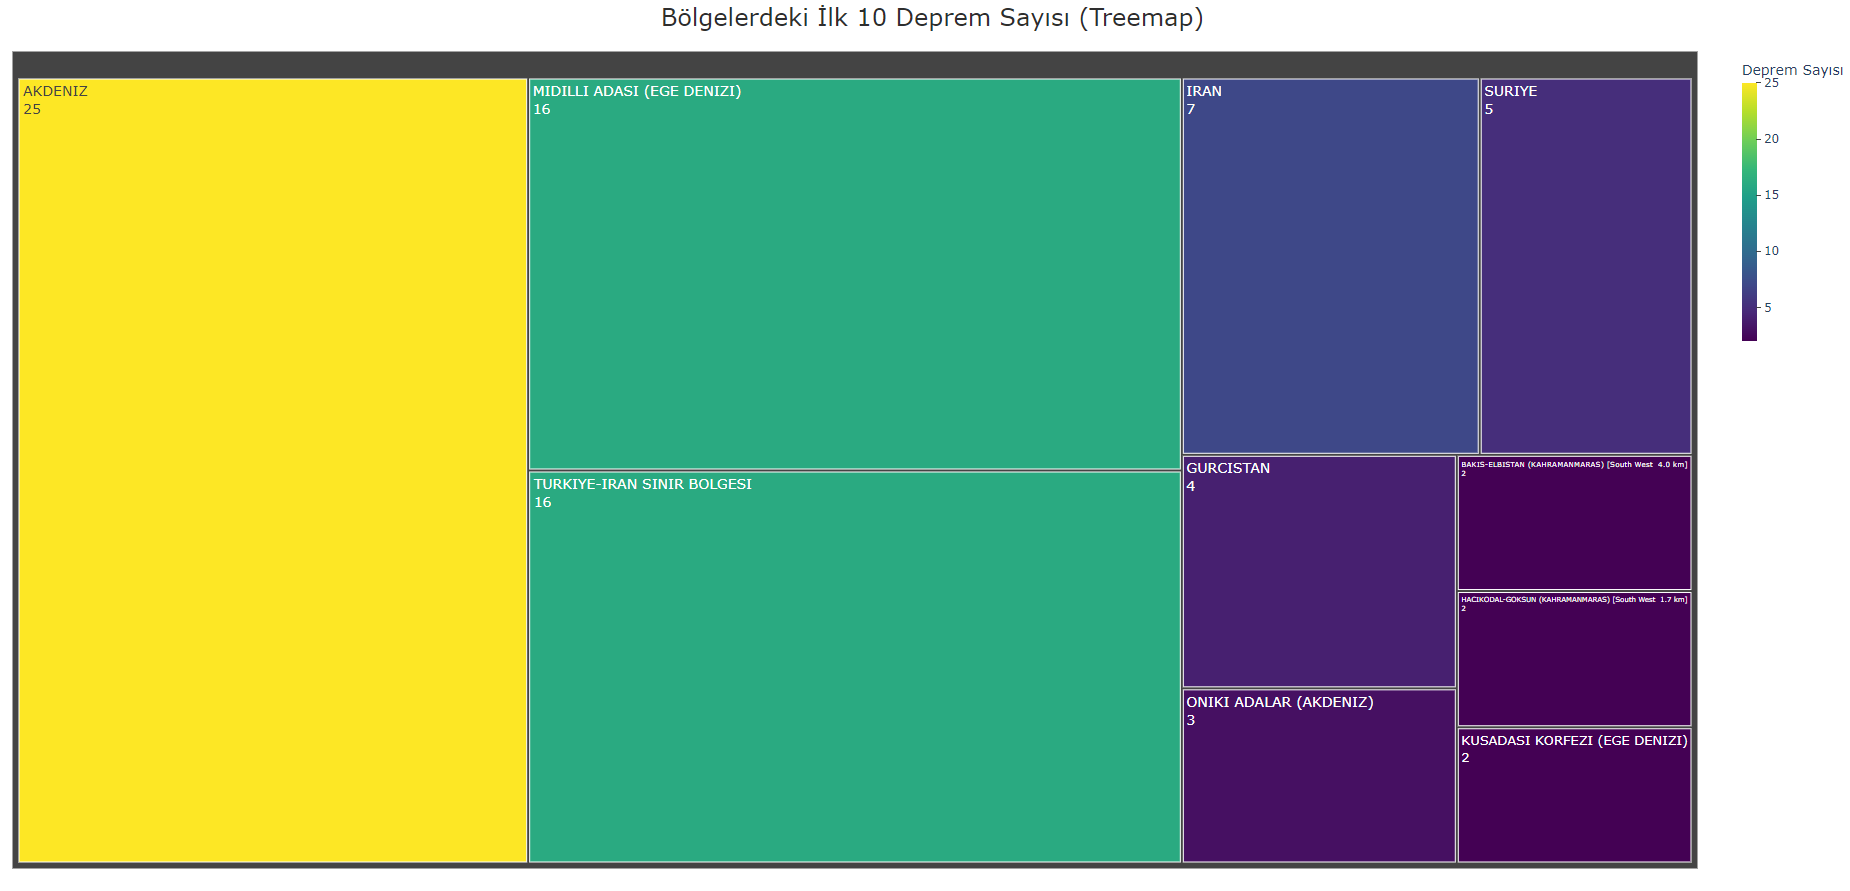 Bölgelerdeki İlk 10 Deprem Sayısı (Treemap)
AKDENIZ
25
MIDILLI ADASI (EGE DENIZI)
16
TURKIYE-IRAN SINIR BOLGESI
16
IRAN
7
SURIYE
5
GURCISTAN
4
ONIKI ADALAR (AKDENIZ)
3
BAKIS-ELBISTAN (KAHRAMANMARAS) [South West  4.0 km]
2
HACIKODAL-GOKSUN (KAHRAMANMARAS) [South West  1.7 km]
2
KUSADASI KORFEZI (EGE DENIZI)
2
Deprem Sayısı
25
20
15
10
5